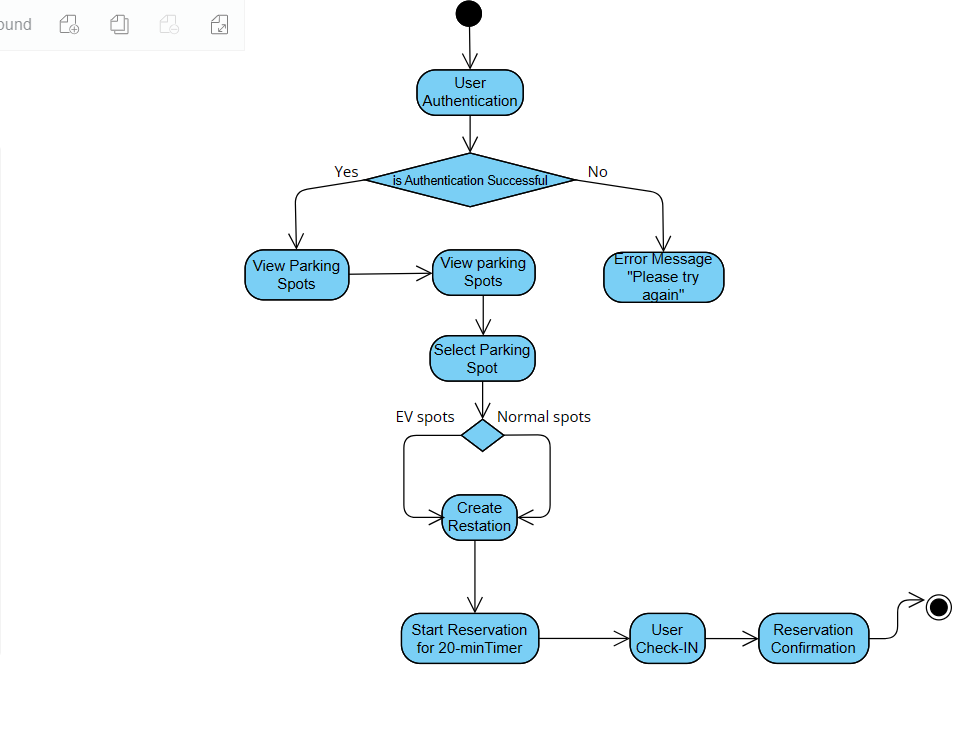 ound
User
Authentication
Yes
is Authentication Successful
No
View Parking
Spots
View parking
Spots
Error Message
"Please try
again"
Select Parking
Spot
EV spots
Normal spots
Create
Restation
Start Reservation
for 20-minTimer
User
Check-IN
Reservation
Confirmation